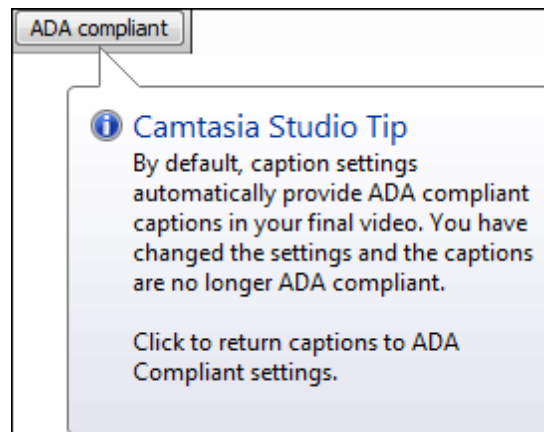 ADA compliant
Camtasia Studio Tip
By default, caption settings
automatically provide ADA compliant
captions in your final video. You have
changed the settings and the captions
are no longer ADA compliant.
Click to return captions to ADA
Compliant settings.